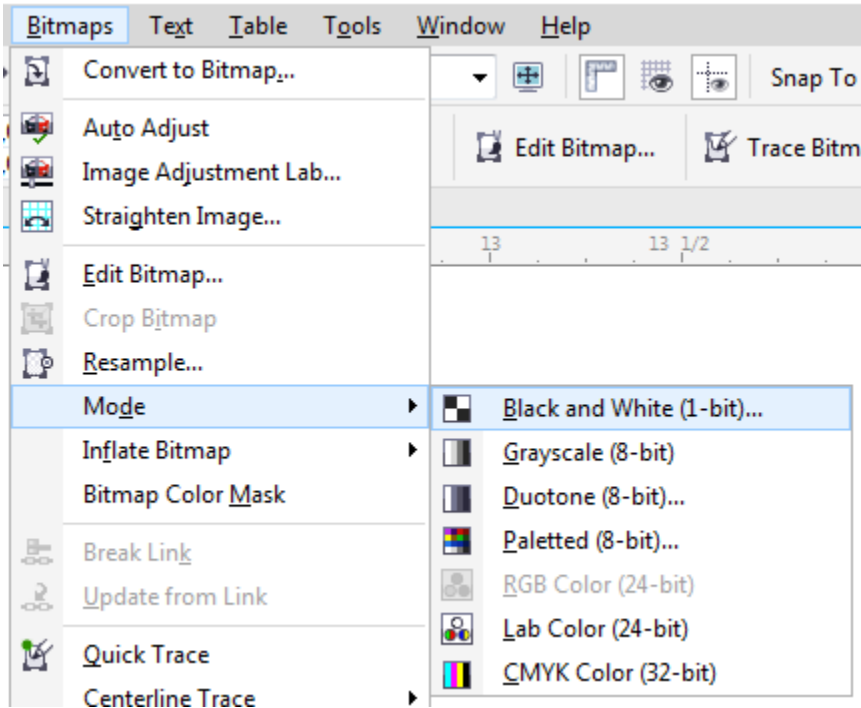 Bitmaps Text Table Tools Window Help
Convert to Bitmap...
Snap To
Auto Adjust
Edit Bitmap... Trace Bitm
Image Adjustment Lab...
Straighten Image...
13 13 1/2
Edit Bitmap...
Crop Bitmap
Resample...
Mode
Black and White (1-bit)...
Inflate Bitmap
Grayscale (8-bit)
Bitmap Color Mask
Duotone (8-bit)...
Paletted (8-bit)...
Break Link
RGB Color (24-bit)
Update from Link
Lab Color (24-bit)
Quick Trace
CMYK Color (32-bit)
Centerline Trace